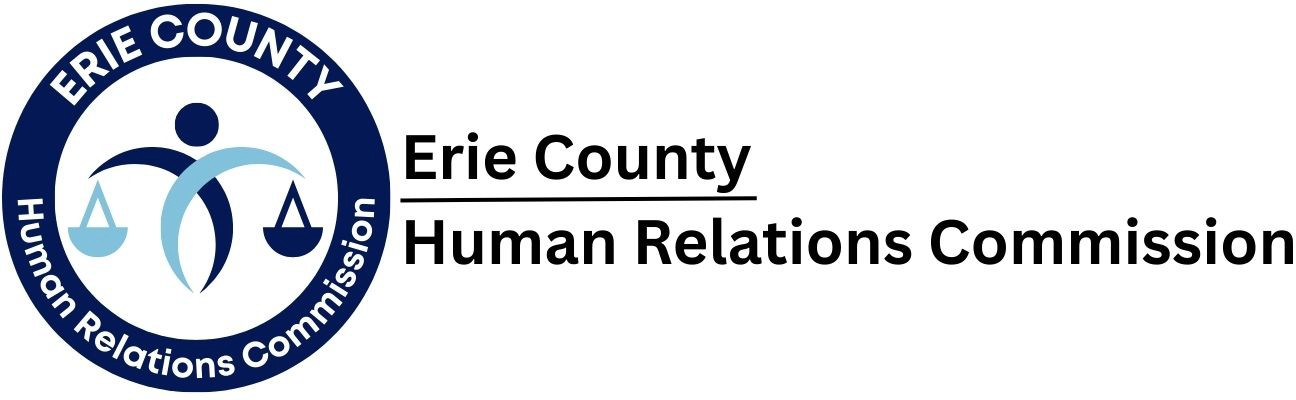 ERIE COUNTY
Human Relations Commission
Erie County
Human Relations Commission